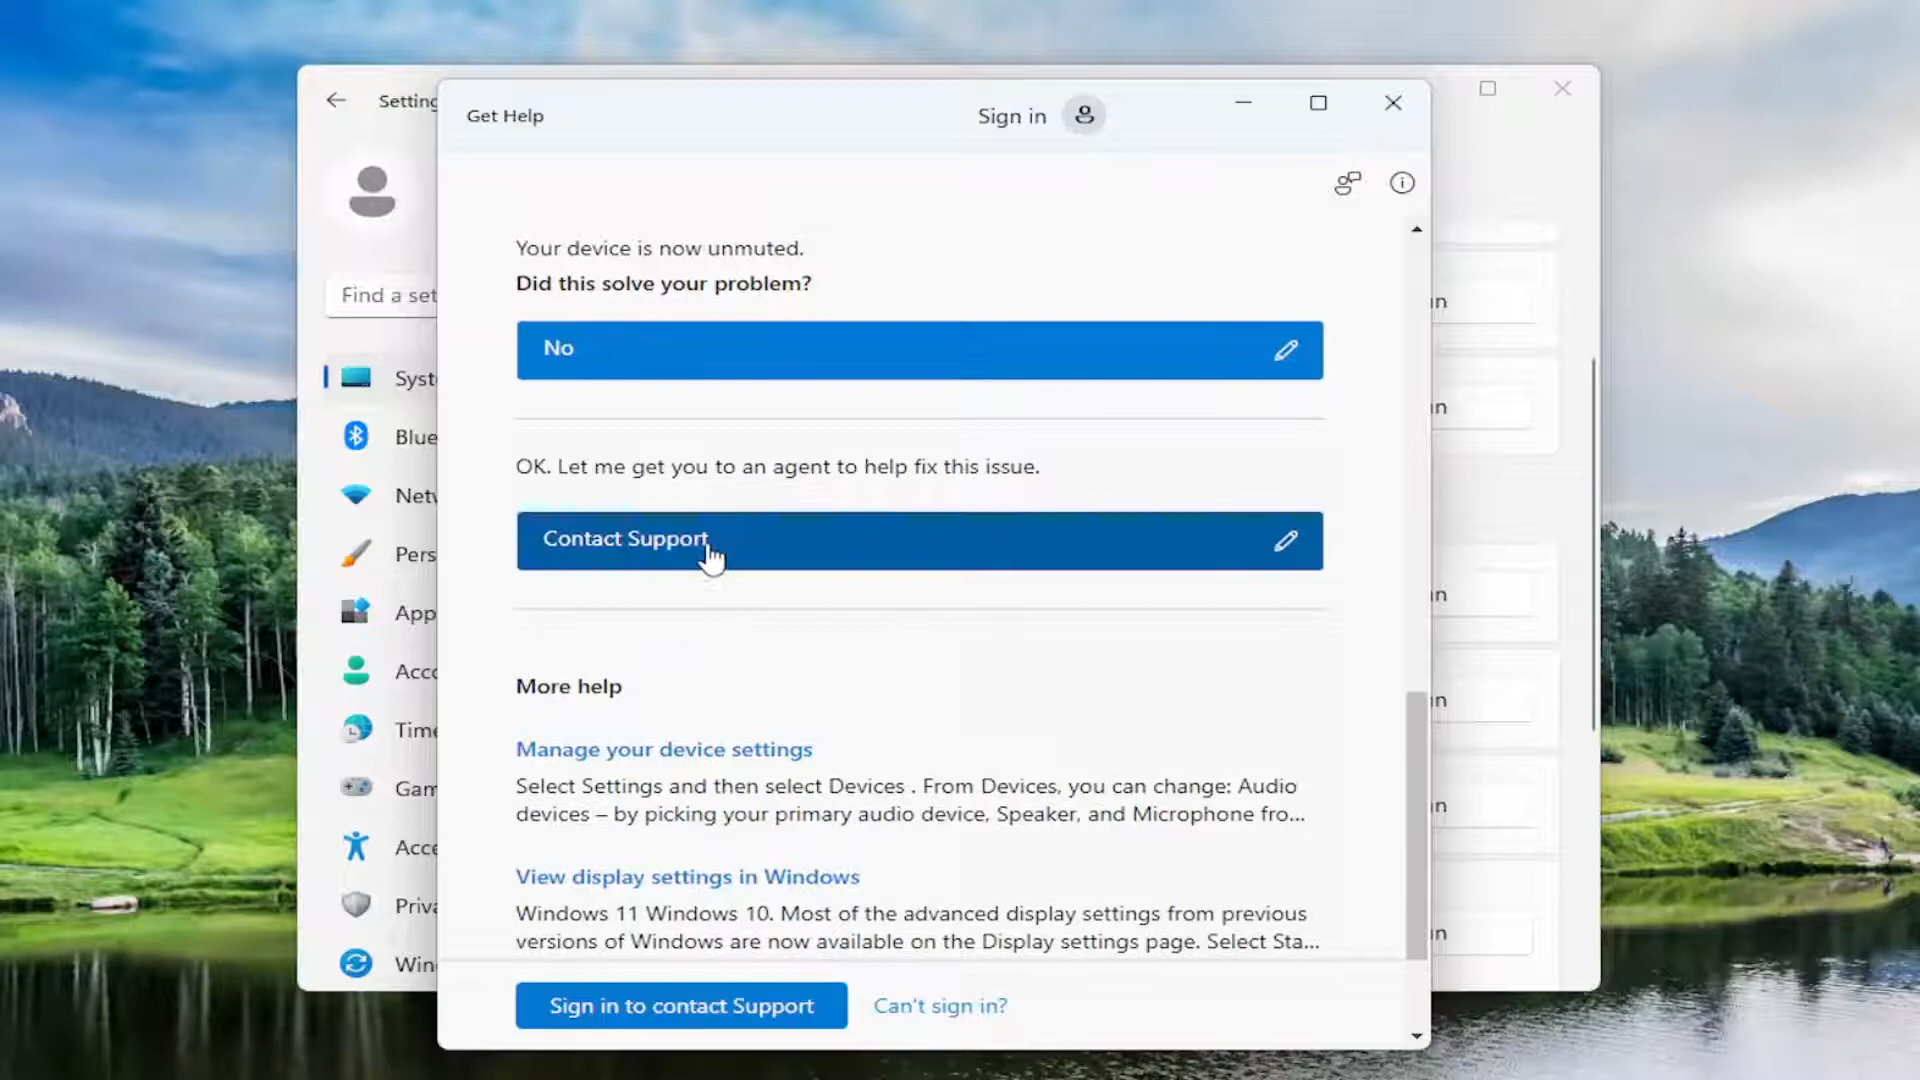 Setting
Get Help
Sign in
Your device is now unmuted.
Did this solve your problem?
Find a set
No
Syst
Blue
OK. Let me get you to an agent to help fix this issue.
Netw
Contact Support
Pers
App
Acco
More help
Time
Manage your device settings
Select Settings and then select Devices . From Devices, you can change: Audio
devices – by picking your primary audio device, Speaker, and Microphone fro...
Gam
Acce
View display settings in Windows
Windows 11 Windows 10. Most of the advanced display settings from previous
versions of Windows are now available on the Display settings page. Select Sta...
Priva
Win
Sign in to contact Support
Can't sign in?